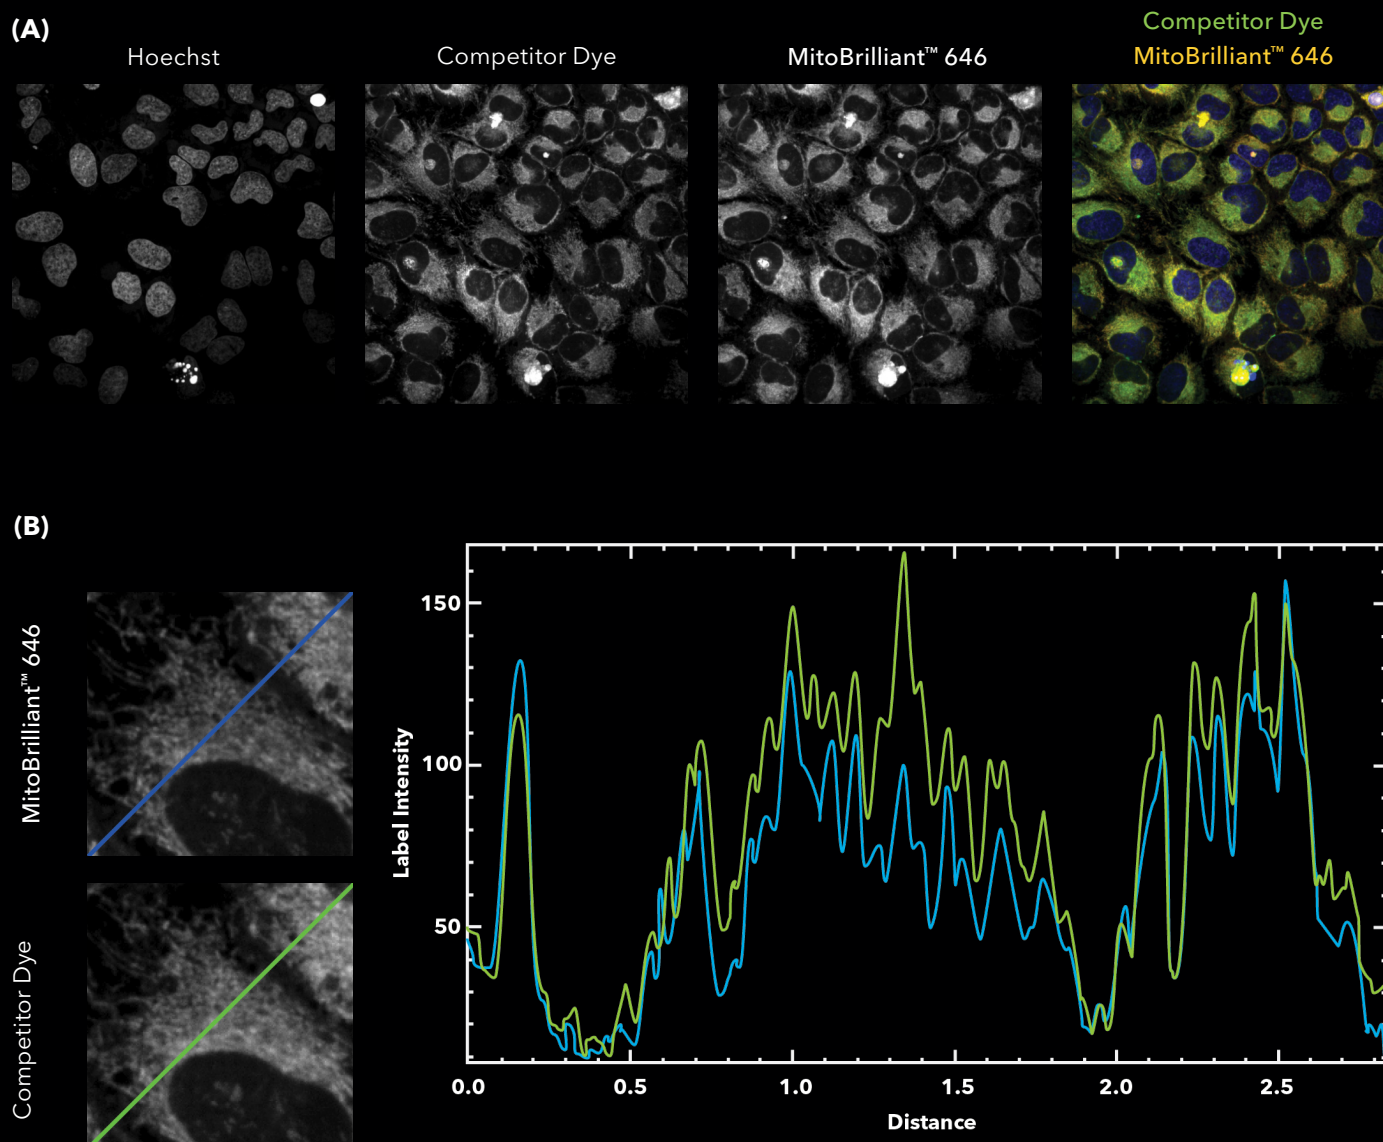 (A)
Hoechst
Competitor Dye
MitoBrilliant™ 646
Competitor Dye
MitoBrilliant™ 646
(B)
MitoBrilliant™ 646
Competitor Dye
Label Intensity
150
100
50
0.0 0.5 1.0 1.5 2.0 2.5
Distance